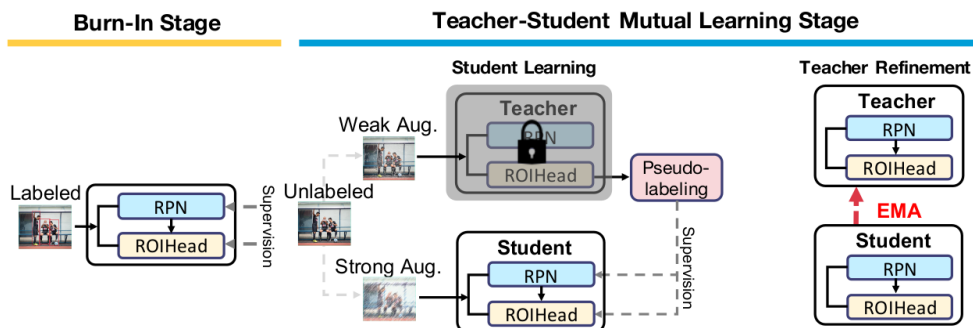 Burn-In Stage
Teacher-Student Mutual Learning Stage
Labeled
RPN
ROIHead
Supervision
Unlabeled
Student Learning
Weak Aug.
Teacher
RPN
ROIHead
Pseudo-
labeling
Strong Aug.
Student
RPN
ROIHead
Supervision
Teacher Refinement
Teacher
RPN
ROIHead
EMA
Student
RPN
ROIHead